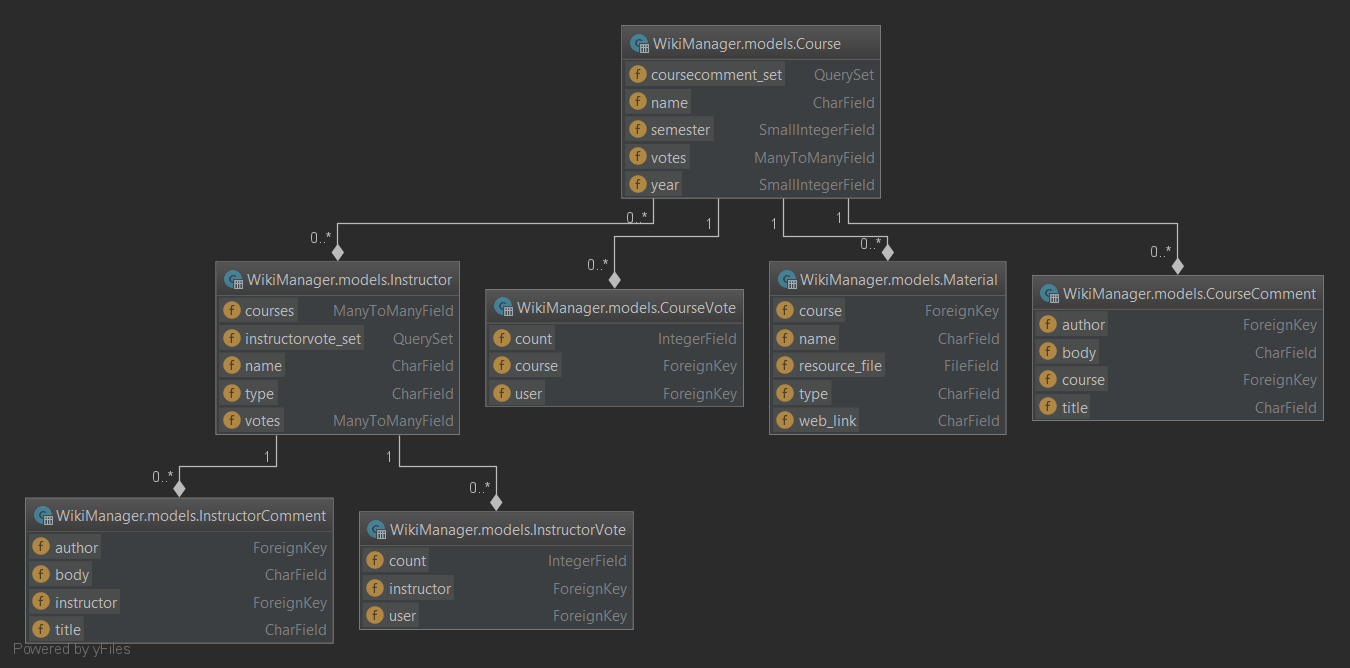 WikiManager.models.Course
coursecomment_set QuerySet
name CharField
semester SmallIntegerField
votes ManyToManyField
year SmallIntegerField
0..* 1 1 1
0..* 0..* 0..* 0..*
WikiManager.models.Instructor
courses ManyToManyField
instructorvote_set QuerySet
name CharField
type CharField
votes ManyToManyField
WikiManager.models.CourseVote
count IntegerField
course ForeignKey
user ForeignKey
WikiManager.models.Material
course ForeignKey
name CharField
resource_file FileField
type CharField
web_link CharField
WikiManager.models.CourseComment
author ForeignKey
body CharField
course ForeignKey
title CharField
1 1
0..* 0..*
WikiManager.models.InstructorComment
author ForeignKey
body CharField
instructor ForeignKey
title CharField
WikiManager.models.InstructorVote
count IntegerField
instructor ForeignKey
user ForeignKey
Powered by yFiles